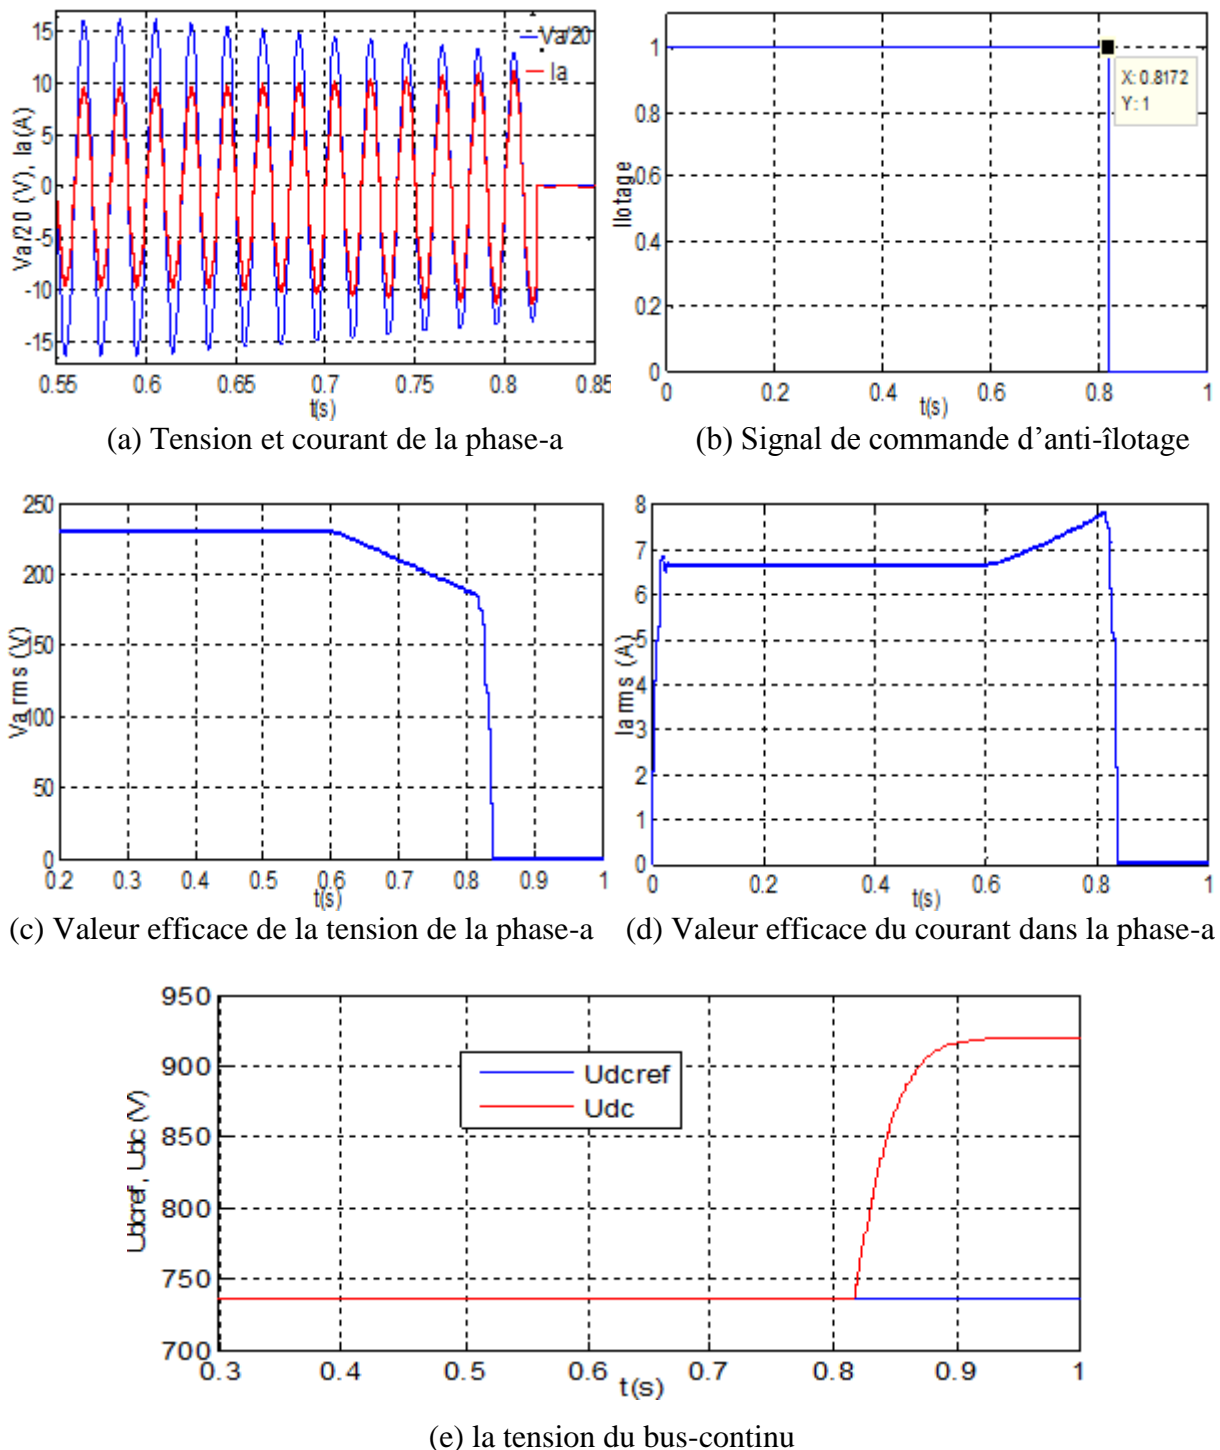 15
10
5
0
-5
-10
-15
Va/20 (V), Ia(A)
Va/20
Ia
0.55 0.6 0.65 0.7 0.75 0.8 0.85
t(s)
1
0.8
0.6
0.4
0.2
0
Ilotage
X: 0.8172
Y: 1
0 0.2 0.4 0.6 0.8 1
t(s)
(a) Tension et courant de la phase-a
(b) Signal de commande d’anti-îlotage
250
200
150
100
50
0
Va rms (V)
0.2 0.3 0.4 0.5 0.6 0.7 0.8 0.9 1
t(s)
8
7
6
5
4
3
2
1
0
Ia rms (A)
0 0.2 0.4 0.6 0.8 1
t(s)
(c) Valeur efficace de la tension de la phase-a
(d) Valeur efficace du courant dans la phase-a
950
900
850
800
750
700
Udcref, Udc (V)
Udcref
Udc
0.3 0.4 0.5 0.6 0.7 0.8 0.9 1
t(s)
(e) la tension du bus-continu